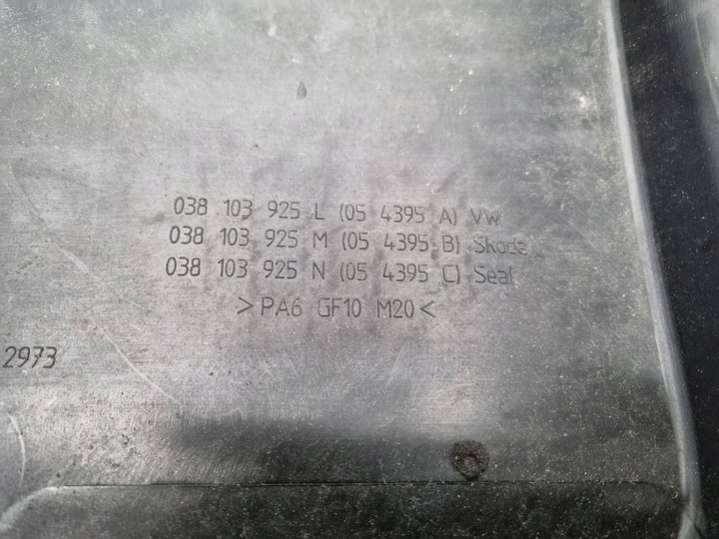 038 103 925 L (05 4395 A) VW
038 103 925 M (05 4395 B) Skoda
038 103 925 N (05 4395 C) Seat
>PA6 GF10 M20<
2973